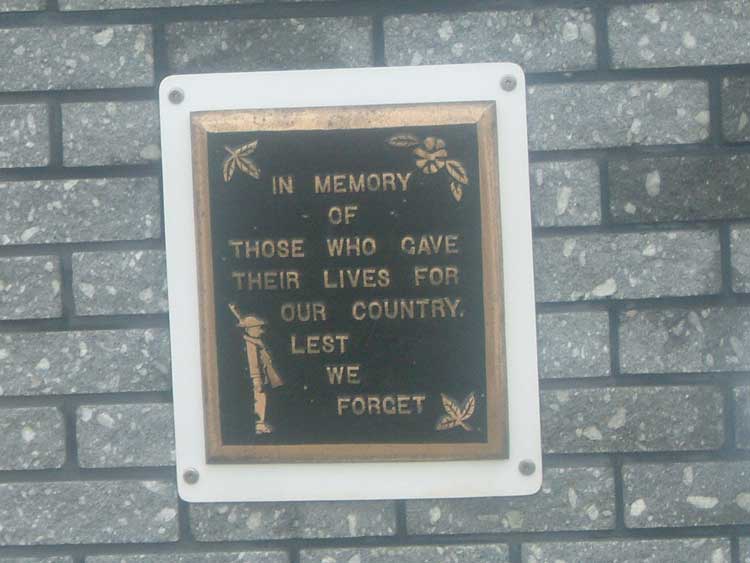 IN MEMORY
OF
THOSE WHO GAVE
THEIR LIVES FOR
OUR COUNTRY.
LEST
WE
FORGET